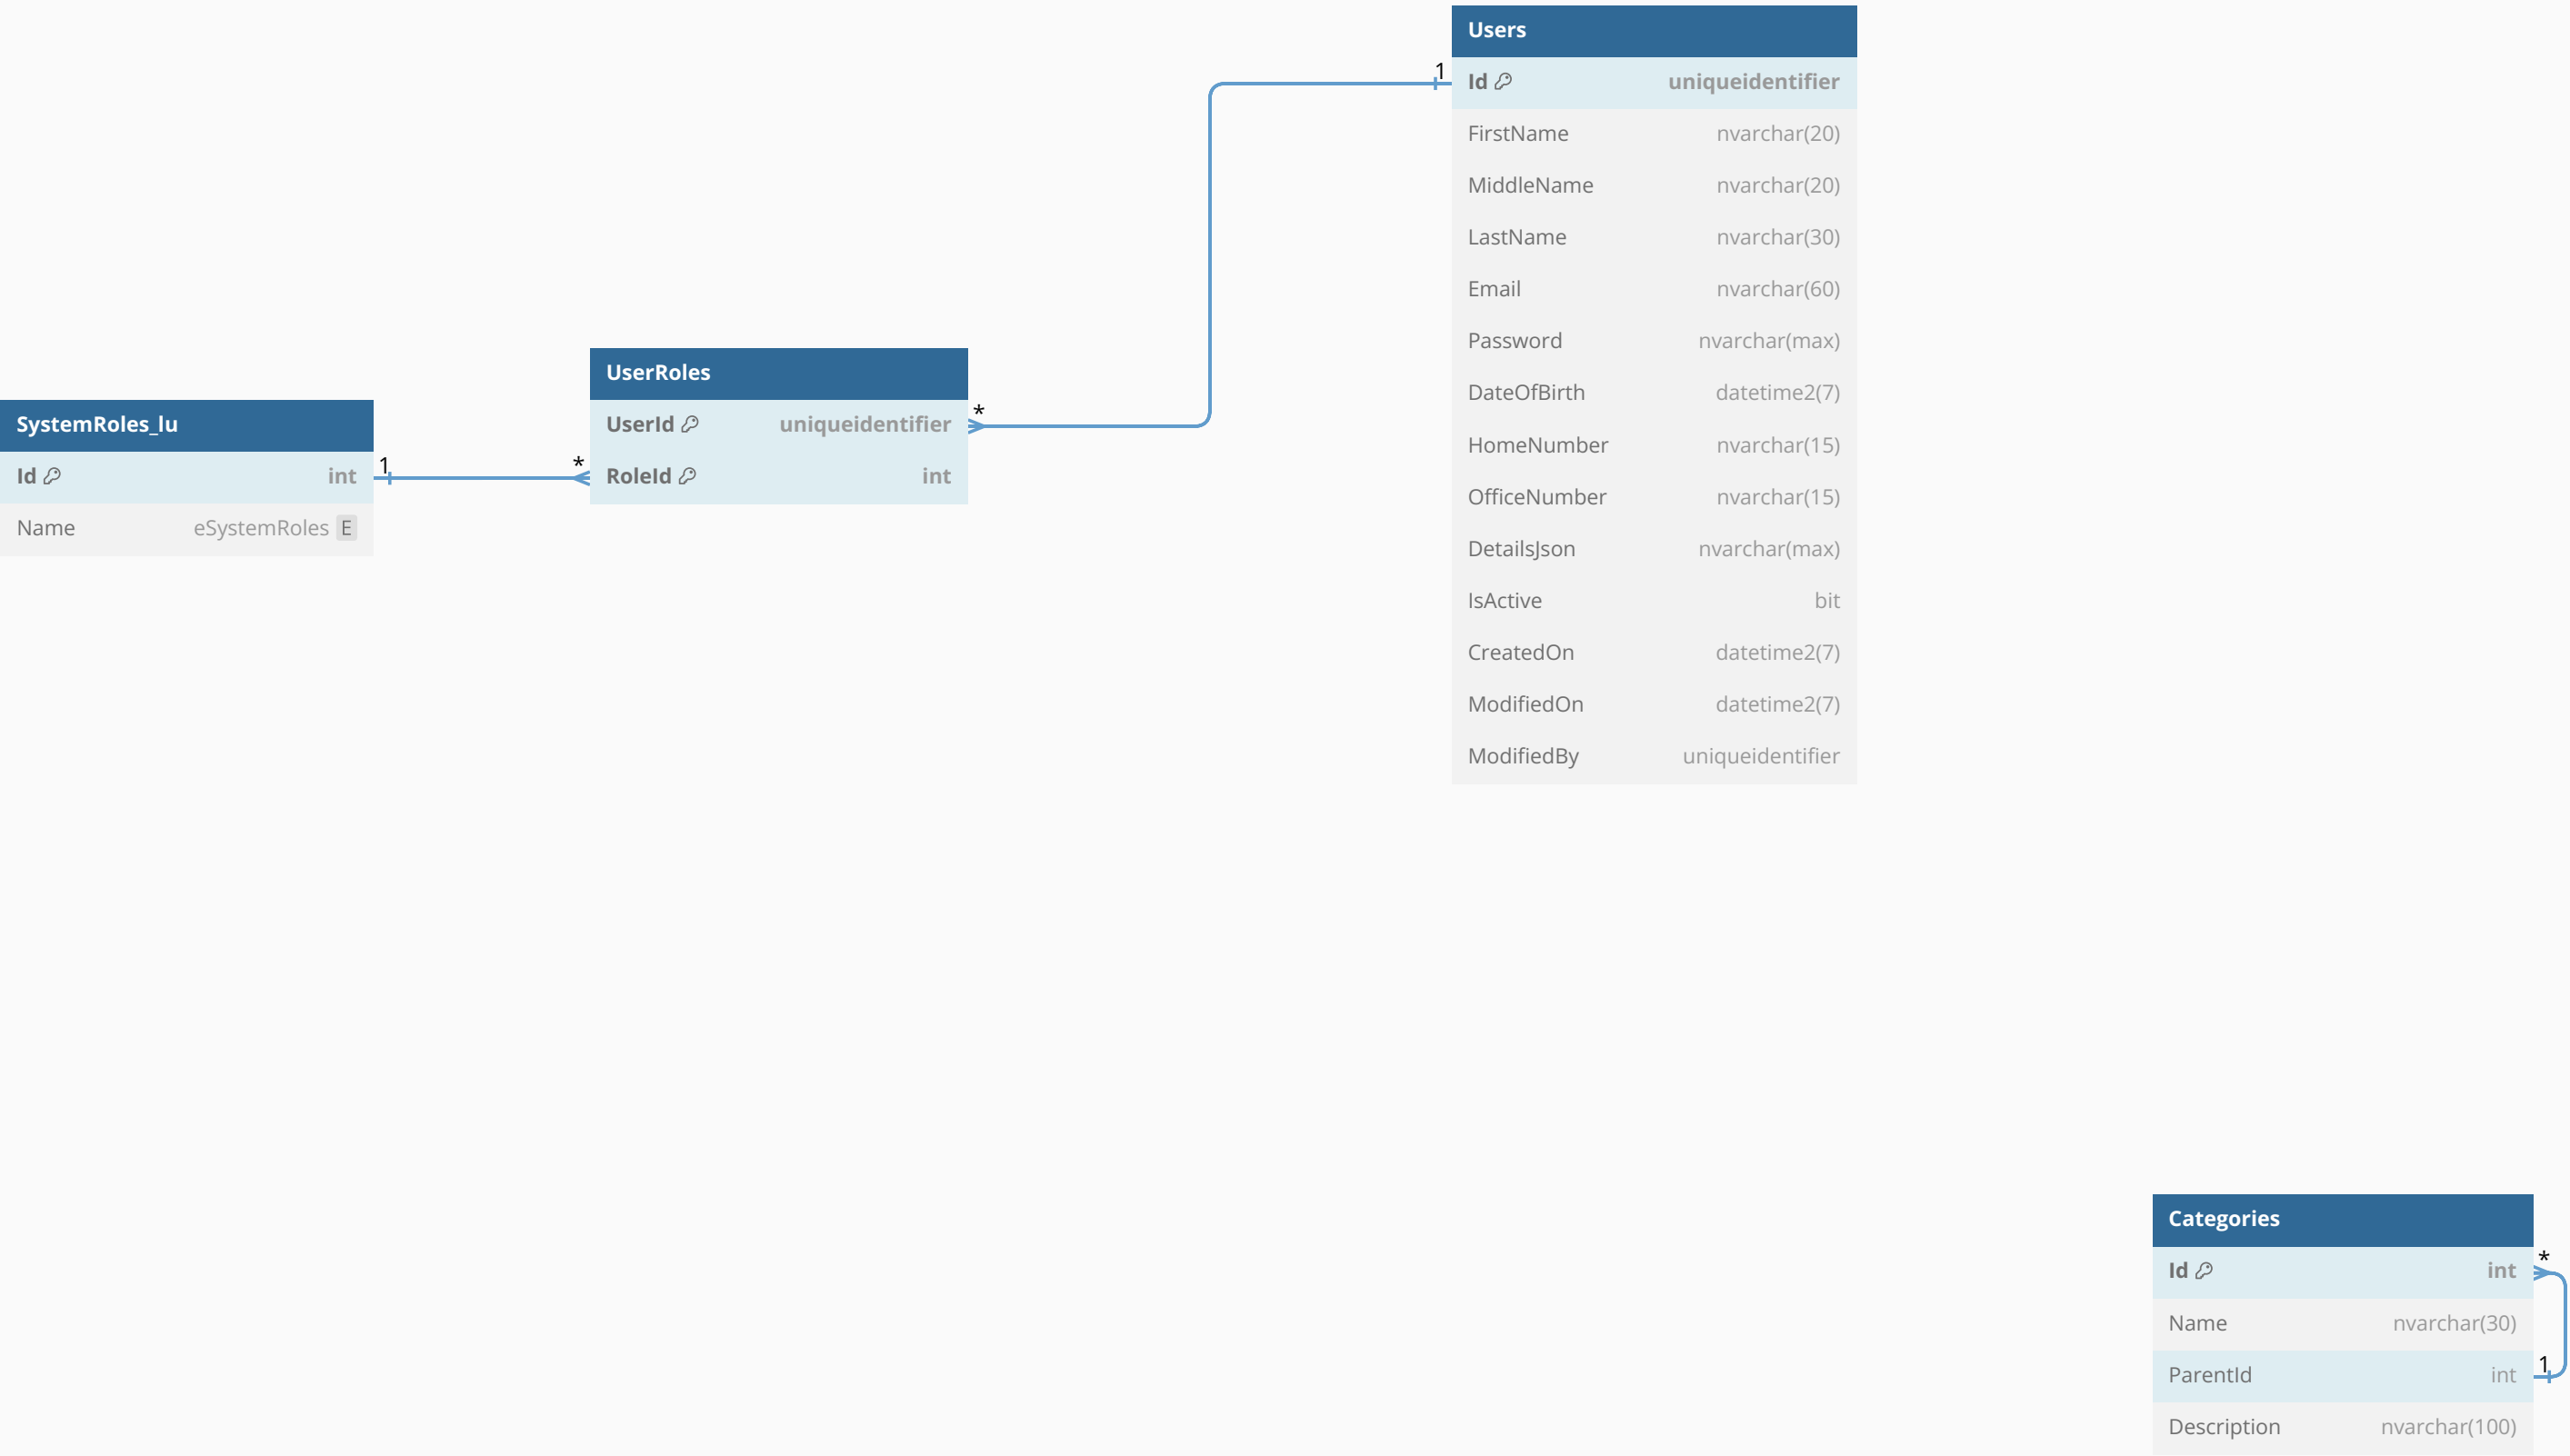 Users
1
Id uniqueidentifier
FirstName nvarchar(20)
MiddleName nvarchar(20)
LastName nvarchar(30)
Email nvarchar(60)
Password nvarchar(max)
DateOfBirth datetime2(7)
HomeNumber nvarchar(15)
OfficeNumber nvarchar(15)
DetailsJson nvarchar(max)
IsActive bit
CreatedOn datetime2(7)
ModifiedOn datetime2(7)
ModifiedBy uniqueidentifier
UserRoles
UserId uniqueidentifier *
* RoleId int
SystemRoles_lu
Id int 1
Name eSystemRoles E
Categories
Id int *
Name nvarchar(30)
ParentId int 1
Description nvarchar(100)